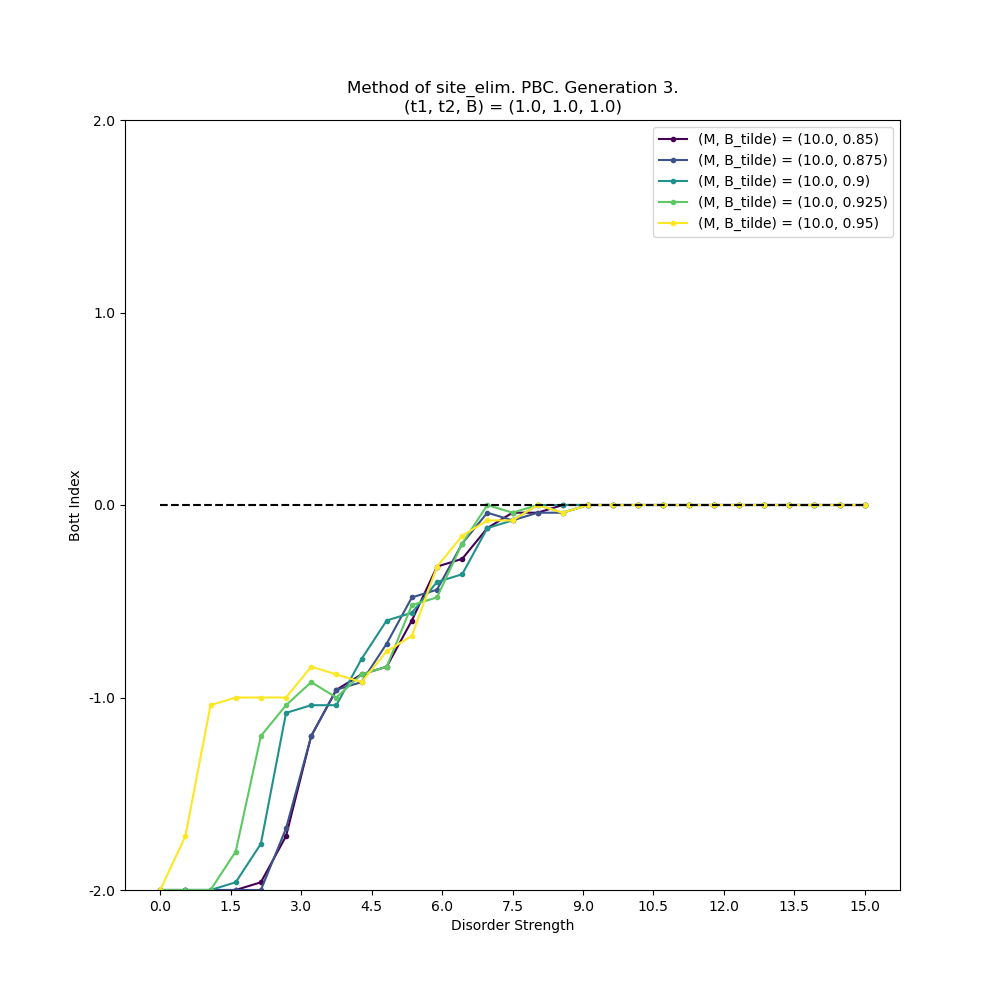 Method of site_elim. PBC. Generation 3.
(t1, t2, B) = (1.0, 1.0, 1.0)
(M, B_tilde) = (10.0, 0.85)
(M, B_tilde) = (10.0, 0.875)
(M, B_tilde) = (10.0, 0.9)
(M, B_tilde) = (10.0, 0.925)
(M, B_tilde) = (10.0, 0.95)
Bott Index
2.0
1.0
0.0
-1.0
-2.0
0.0 1.5 3.0 4.5 6.0 7.5 9.0 10.5 12.0 13.5 15.0
Disorder Strength